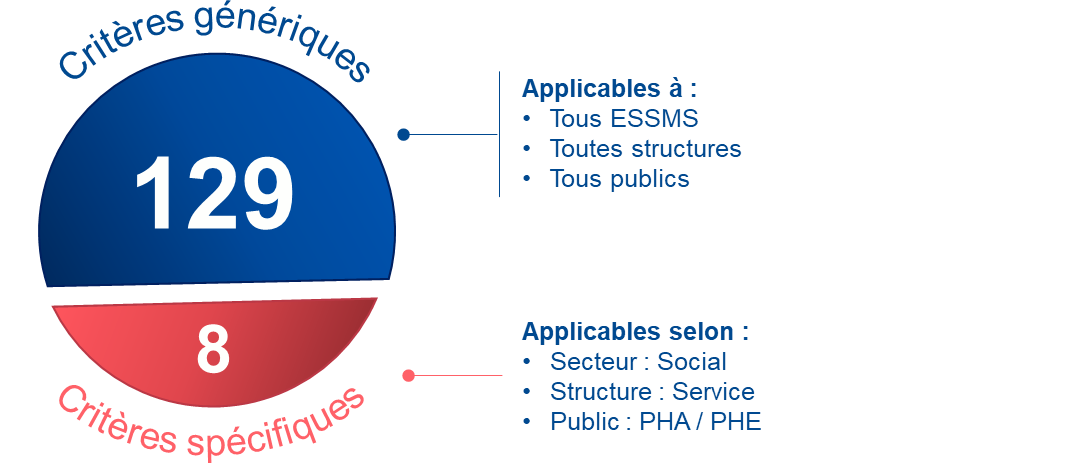 Critères génériques
129
Applicables à :
• Tous ESSMS
• Toutes structures
• Tous publics
8
Critères spécifiques
Applicables selon :
• Secteur : Social
• Structure : Service
• Public : PHA / PHE